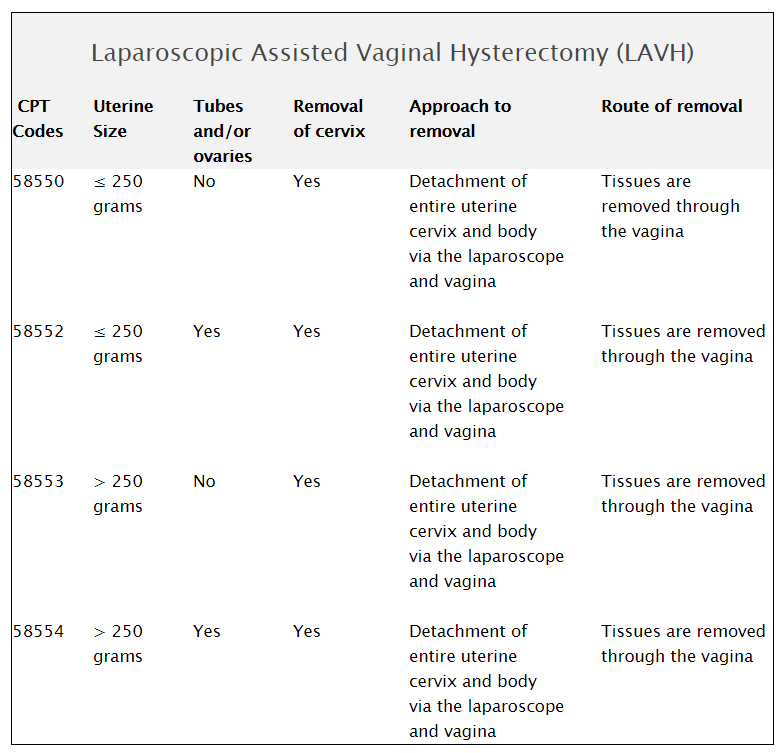 Laparoscopic Assisted Vaginal Hysterectomy (LAVH)
CPT Uterine Tubes Removal Approach to Route of removal
Codes Size and/or of cervix removal
ovaries
58550 ≤ 250 No Yes Detachment of Tissues are
grams entire uterine removed through
cervix and body the vagina
via the laparoscope
and vagina
58552 ≤ 250 Yes Yes Detachment of Tissues are removed
grams entire uterine through the vagina
cervix and body
via the laparoscope
and vagina
58553 > 250 No Yes Detachment of Tissues are removed
grams entire uterine through the vagina
cervix and body
via the laparoscope
and vagina
58554 > 250 Yes Yes Detachment of Tissues are removed
grams entire uterine through the vagina
cervix and body
via the laparoscope
and vagina